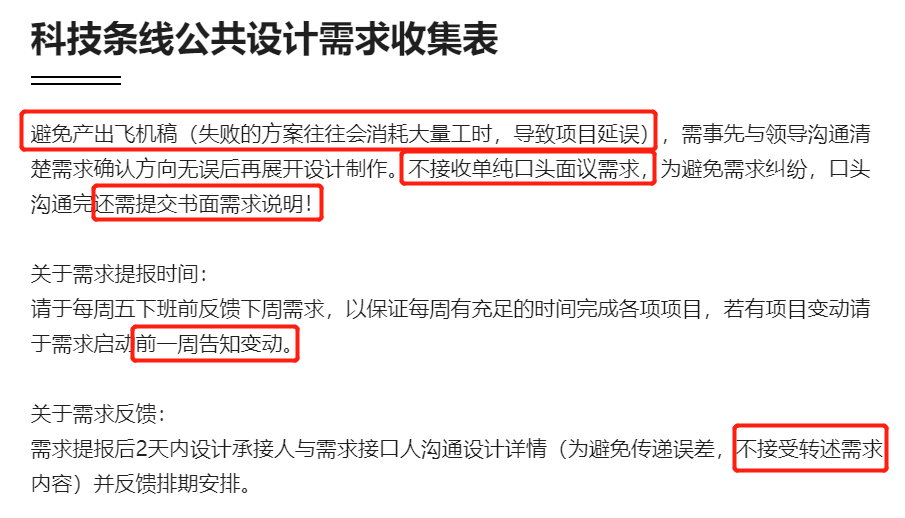 科技条线公共设计需求收集表
避免产出飞机稿（失败的方案往往会消耗大量工时，导致项目延误），需事先与领导沟通清
楚需求确认方向无误后再展开设计制作。不接收单纯口头面议需求，为避免需求纠纷，口头
沟通完还需提交书面需求说明！
关于需求提报时间：
请于每周五下班前反馈下周需求，以保证每周有充足的时间完成各项项目，若有项目变动请
于需求启动前一周告知变动。
关于需求反馈：
需求提报后2天内设计承接人与需求接口人沟通设计详情（为避免传递误差，不接受转述需求
内容）并反馈排期安排。